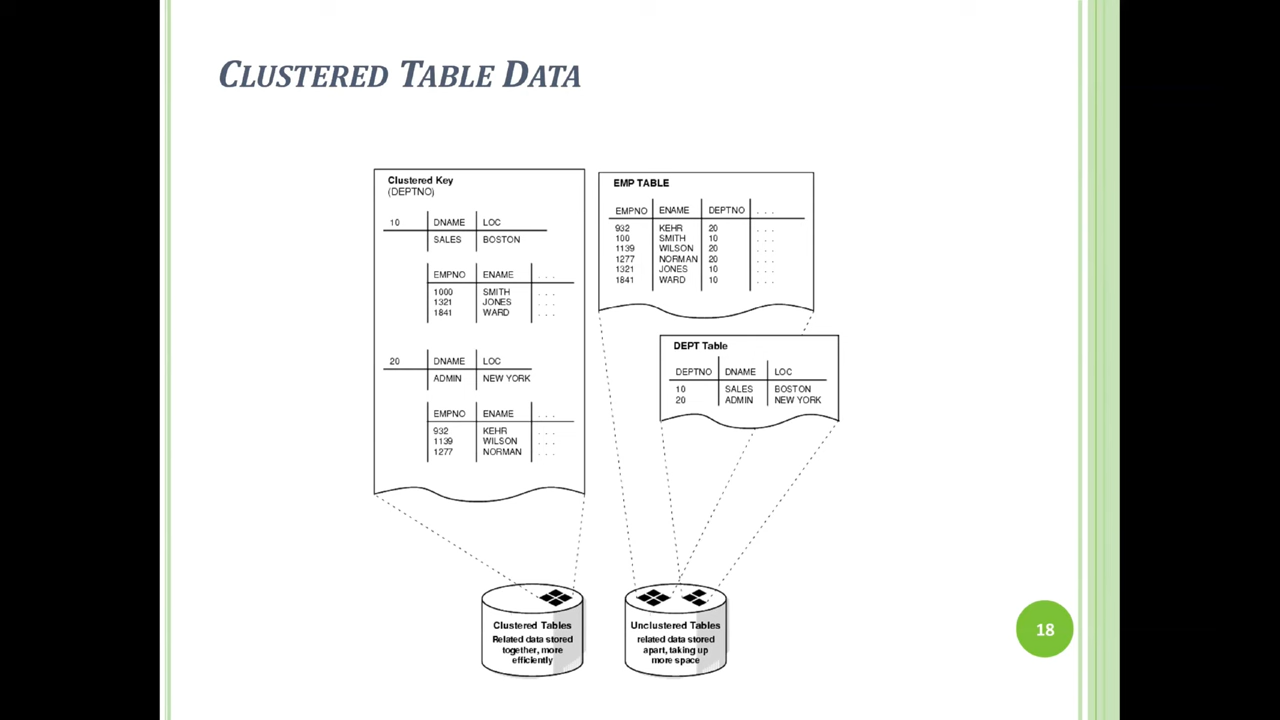 CLUSTERED TABLE DATA
Clustered Key
(DEPTNO)
10 DNAME LOC
SALES BOSTON
EMPNO ENAME . . .
1000 SMITH . . .
1321 JONES . . .
1841 WARD . . .
20 DNAME LOC
ADMIN NEW YORK
EMPNO ENAME . . .
932 KEHR . . .
1139 WILSON . . .
1277 NORMAN . . .
EMP TABLE
EMPNO ENAME DEPTNO . . .
932 KEHR 20 . . .
100 SMITH 10 . . .
1139 WILSON 20 . . .
1277 NORMAN 20 . . .
1321 JONES 10 . . .
1841 WARD 10 . . .
DEPT Table
DEPTNO DNAME LOC
10 SALES BOSTON
20 ADMIN NEW YORK
Clustered Tables
Related data stored
together, more
efficiently
Unclustered Tables
related data stored
apart, taking up
more space
18